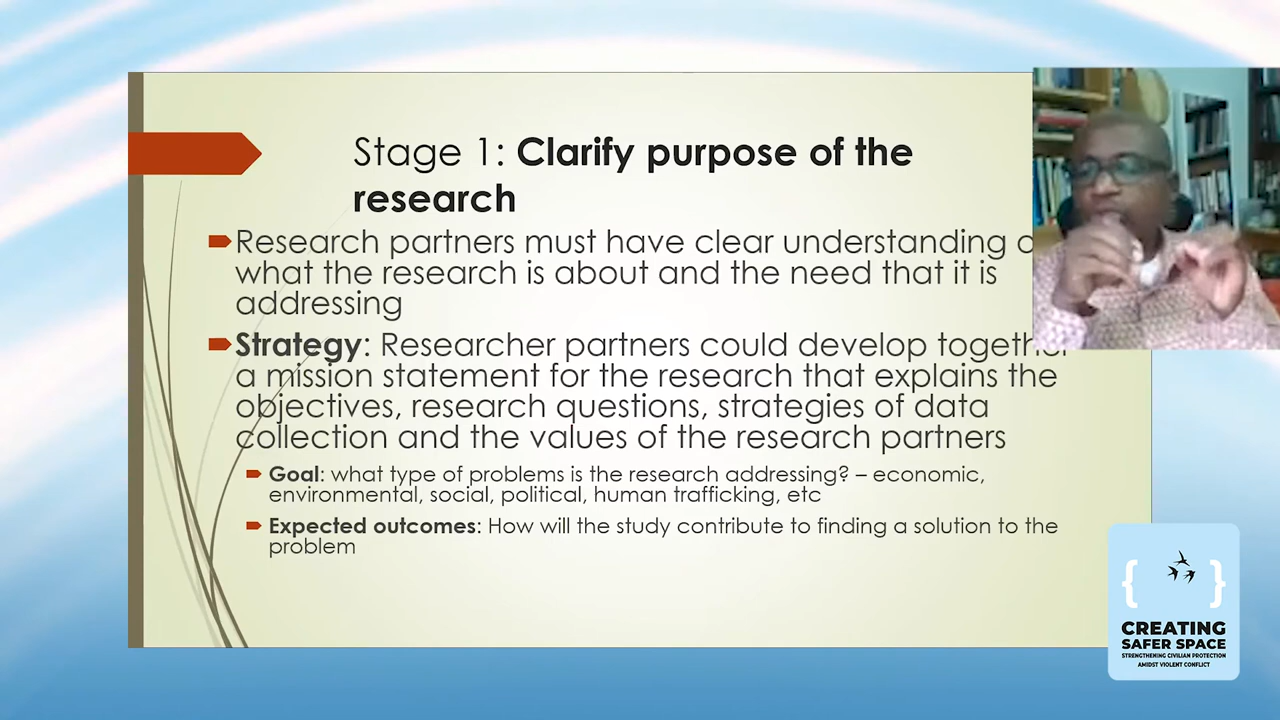 Stage 1: Clarify purpose of the
research
Research partners must have clear understanding
what the research is about and the need that it is
addressing
Strategy: Researcher partners could develop together
a mission statement for the research that explains the
objectives, research questions, strategies of data
collection and the values of the research partners
Goal: what type of problems is the research addressing? – economic,
environmental, social, political, human trafficking, etc
Expected outcomes: How will the study contribute to finding a solution to the
problem
CREATING
SAFER SPACE
STRENGTHENING CIVILIAN PROTECTION
AMIDST VIOLENT CONFLICT